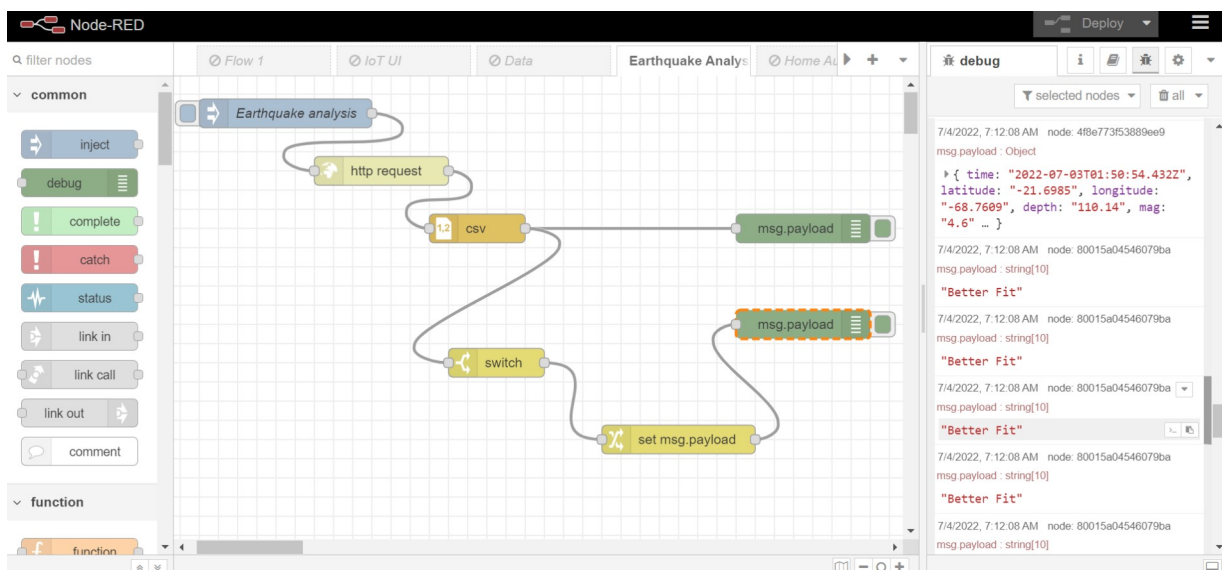 Node-RED
Deploy
filter nodes
Flow 1
IoT UI
Data
Earthquake Analys
Home Au
debug
i
common
inject
debug
complete
catch
status
link in
link call
link out
comment
function
function
Earthquake analysis
http request
1,2 csv
msg.payload
msg.payload
switch
set msg.payload
selected nodes
all
7/4/2022, 7:12:08 AM node: 4f8e773f53889ee9
msg.payload : Object
{ time: "2022-07-03T01:50:54.432Z",
latitude: "-21.6985", longitude:
"-68.7609", depth: "110.14", mag:
"4.6" … }
7/4/2022, 7:12:08 AM node: 80015a04546079ba
msg.payload : string[10]
"Better Fit"
7/4/2022, 7:12:08 AM node: 80015a04546079ba
msg.payload : string[10]
"Better Fit"
7/4/2022, 7:12:08 AM node: 80015a04546079ba
msg.payload : string[10]
"Better Fit"
7/4/2022, 7:12:08 AM node: 80015a04546079ba
msg.payload : string[10]
"Better Fit"
7/4/2022, 7:12:08 AM node: 80015a04546079ba
msg.payload : string[10]